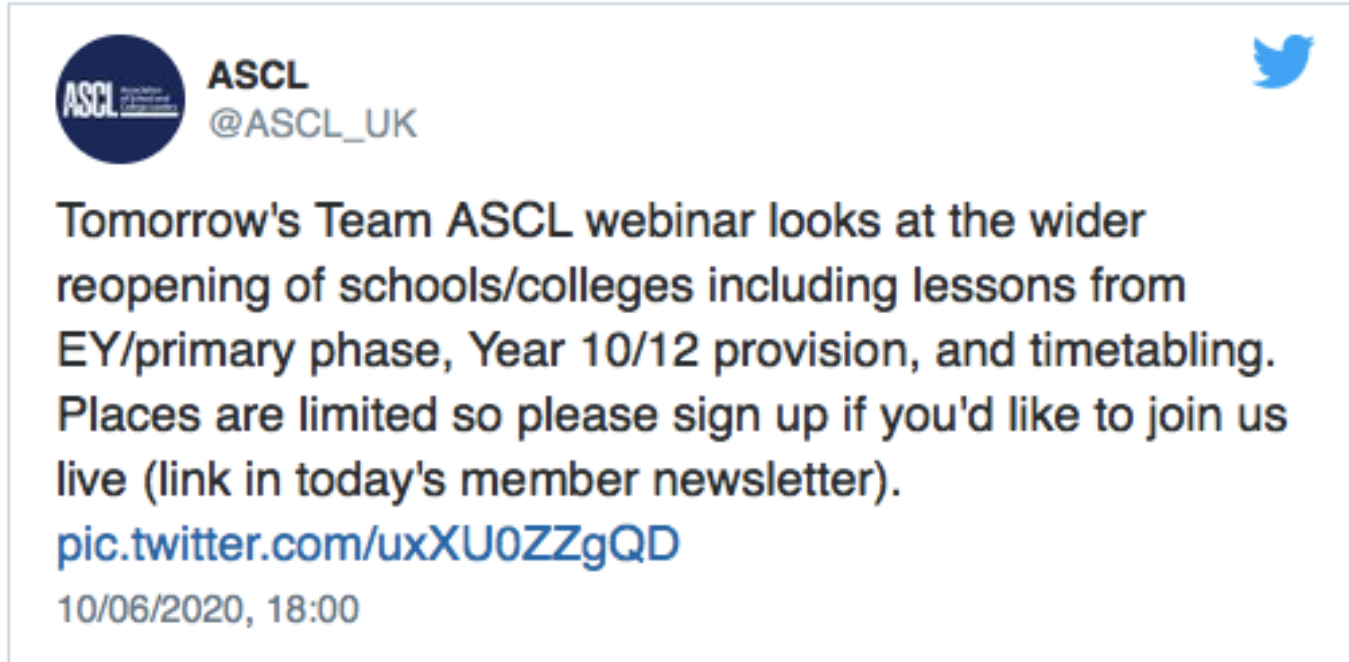 ASCL
ASCL
@ASCL_UK
Tomorrow's Team ASCL webinar looks at the wider
reopening of schools/colleges including lessons from
EY/primary phase, Year 10/12 provision, and timetabling.
Places are limited so please sign up if you'd like to join us
live (link in today's member newsletter).
pic.twitter.com/uxXU0ZZgQD
10/06/2020, 18:00